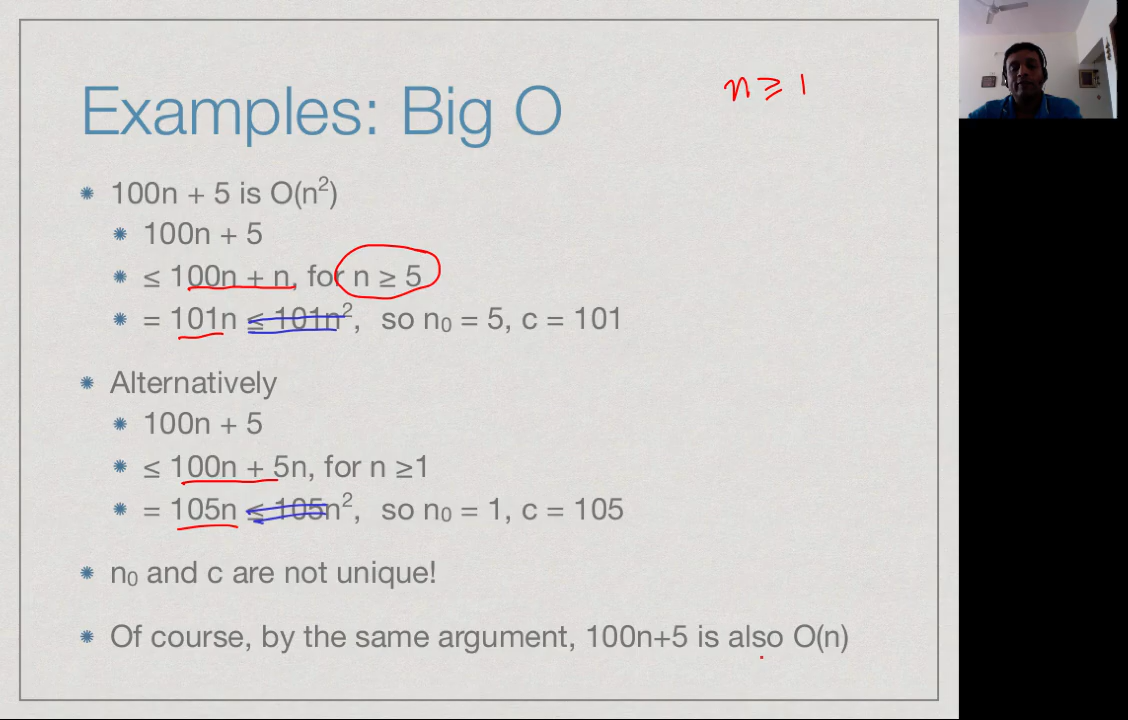 n ≥ 1
Examples: Big O
100n + 5 is O(n²)
100n + 5
≤ 100n + n, for n ≥ 5
= 101n ≤ 101n², so n₀ = 5, c = 101
Alternatively
100n + 5
≤ 100n + 5n, for n ≥1
= 105n ≤ 105n², so n₀ = 1, c = 105
n₀ and c are not unique!
Of course, by the same argument, 100n+5 is also O(n)